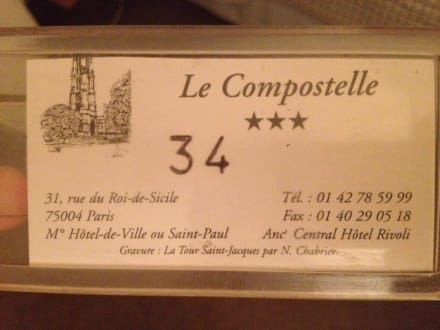 Le Compostelle
★★★
34
31, rue du Roi-de-Sicile
75004 Paris
M° Hôtel-de-Ville ou Saint-Paul
Tél. : 01 42 78 59 99
Fax : 01 40 29 05 18
Anc Central Hôtel Rivoli
Gravure : La Tour Saint-Jacques par N. Chabrier